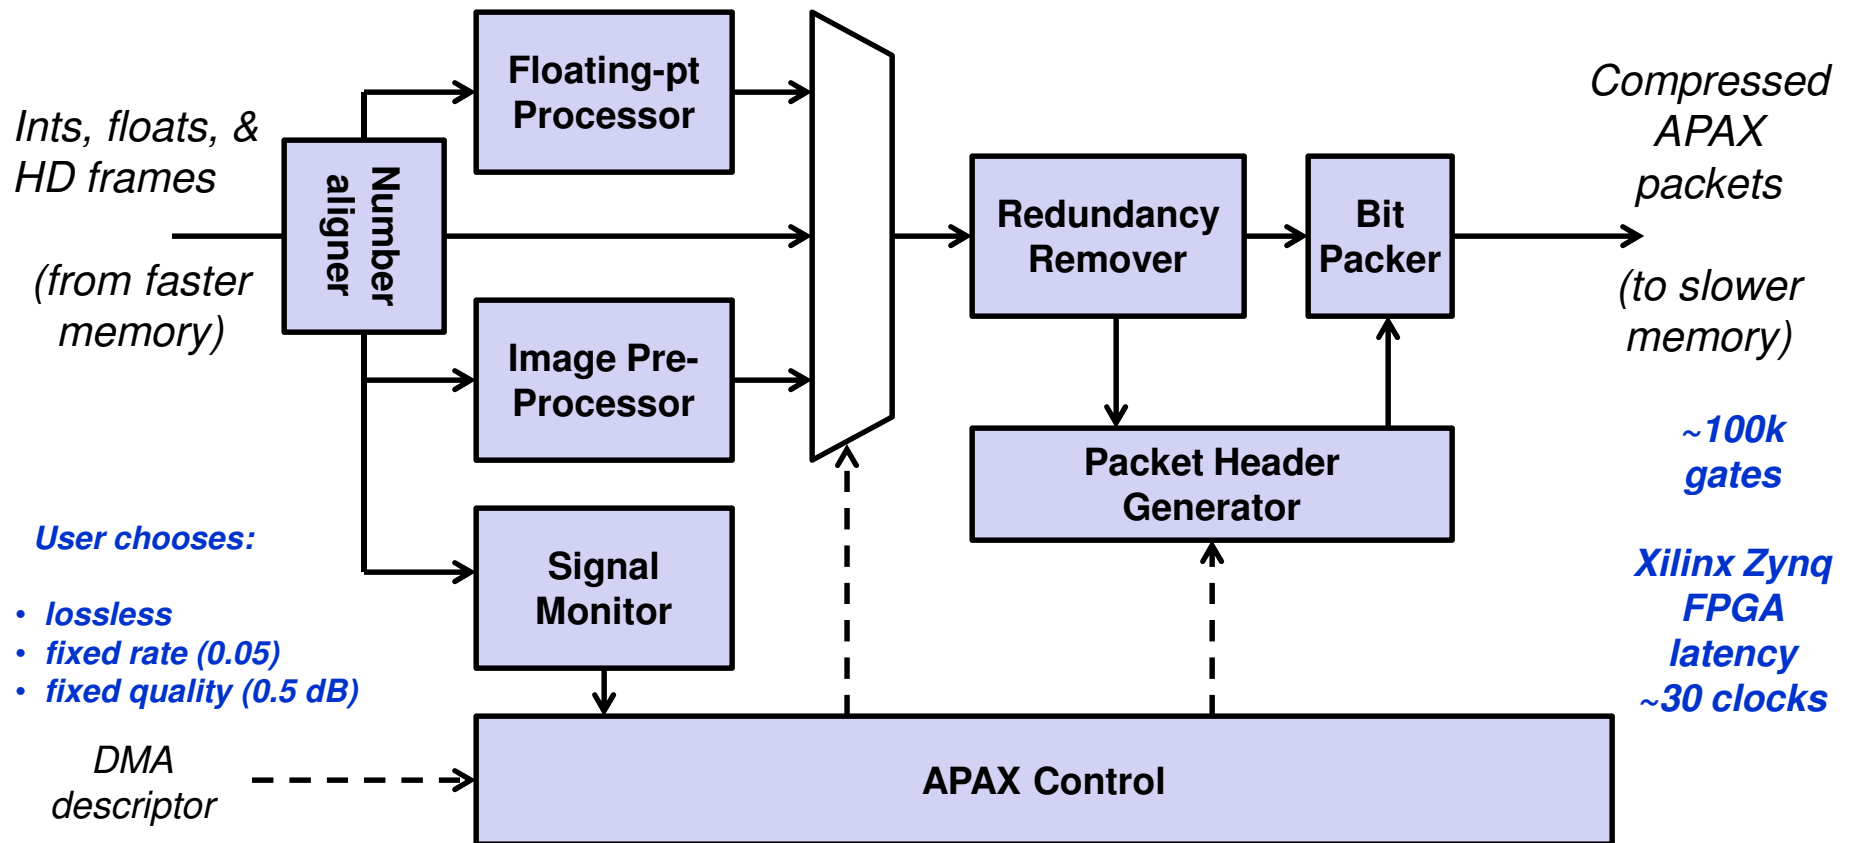 Ints, floats, &
HD frames
(from faster
memory)
Number
aligner
Floating-pt
Processor
Image Pre-
Processor
Signal
Monitor
Redundancy
Remover
Bit
Packer
Packet Header
Generator
Compressed
APAX
packets
(to slower
memory)
~100k
gates
Xilinx Zynq
FPGA
latency
~30 clocks
User chooses:
• lossless
• fixed rate (0.05)
• fixed quality (0.5 dB)
DMA
descriptor
APAX Control